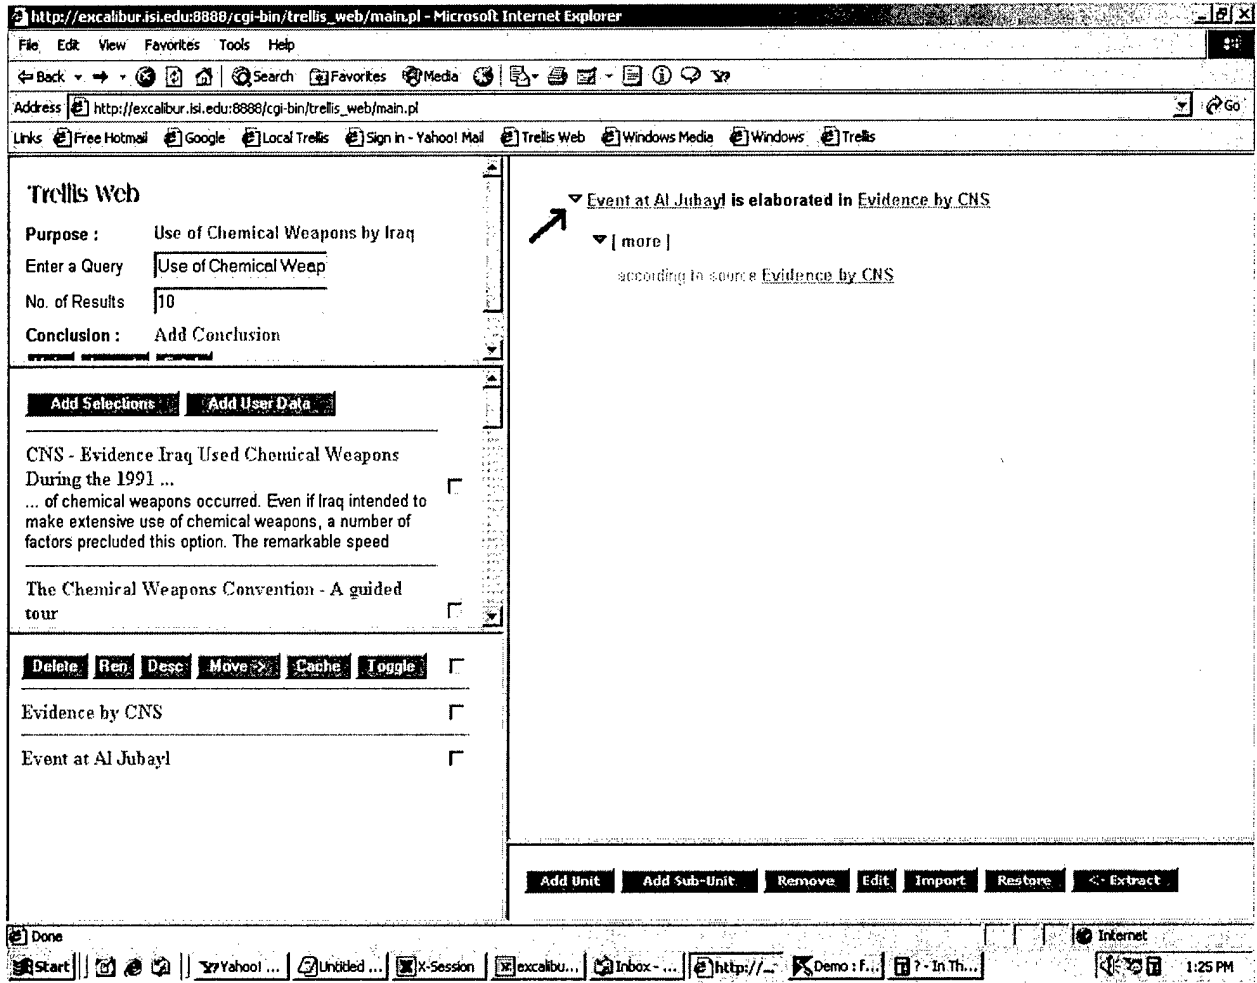 http://excalibur.isi.edu:8888/cgi-bin/trellis_web/main.pl - Microsoft Internet Explorer
File Edit View Favorites Tools Help
Back Search Favorites Media
Address http://excalibur.isi.edu:8888/cgi-bin/trellis_web/main.pl Go
Links Free Hotmail Google Local Trellis Sign in - Yahoo! Mail Trellis Web Windows Media Windows Trellis
Trellis Web
Purpose : Use of Chemical Weapons by Iraq
Enter a Query Use of Chemical Weap
No. of Results 10
Conclusion : Add Conclusion
Add Selections Add User Data
CNS - Evidence Iraq Used Chemical Weapons
During the 1991 ...
... of chemical weapons occurred. Even if Iraq intended to
make extensive use of chemical weapons, a number of
factors precluded this option. The remarkable speed
The Chemical Weapons Convention - A guided
tour
Delete Ren Desc Move -> Cache Toggle
Evidence by CNS
Event at Al Jubayl
Event at Al Jubayl is elaborated in Evidence by CNS
[ more ]
according to source Evidence by CNS
Add Unit Add Sub-Unit Remove Edit Import Restore <- Extract
Done Internet
Start Yahoo! ... Untitled ... X-Session excalibu... Inbox - ... http://... Demo : F... ? - In Th... 1:25 PM